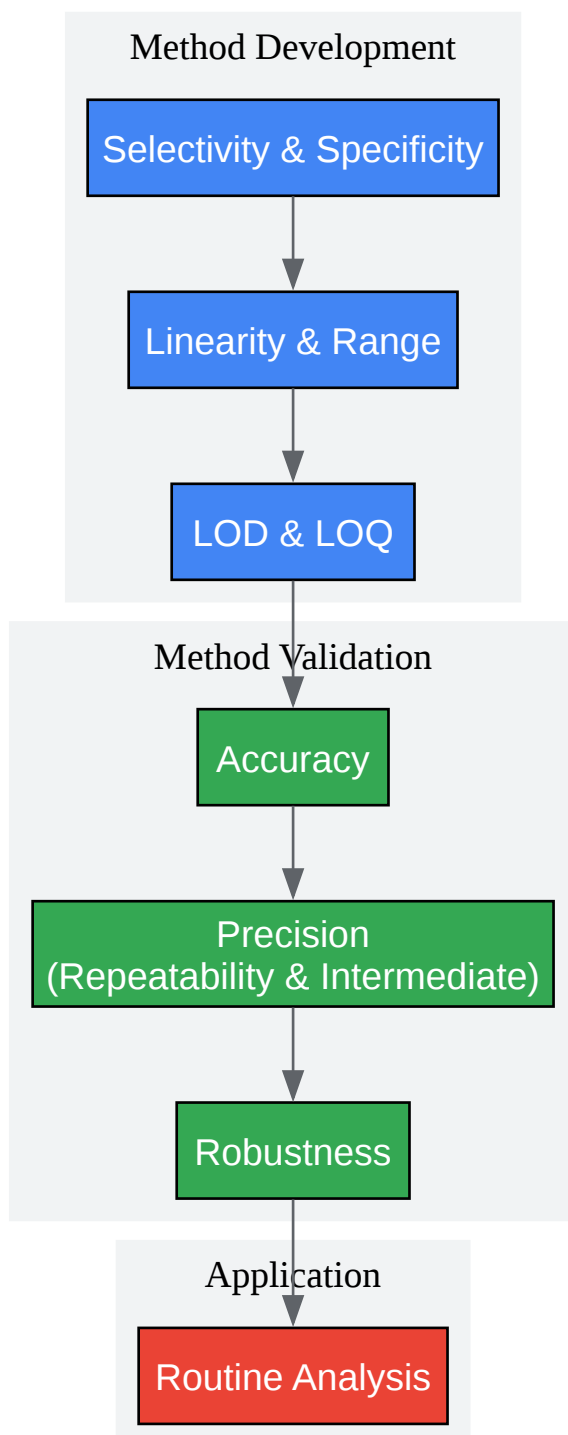 Method Development
Selectivity & Specificity
Linearity & Range
LOD & LOQ
Method Validation
Accuracy
Precision
(Repeatability & Intermediate)
Robustness
Application
Routine Analysis